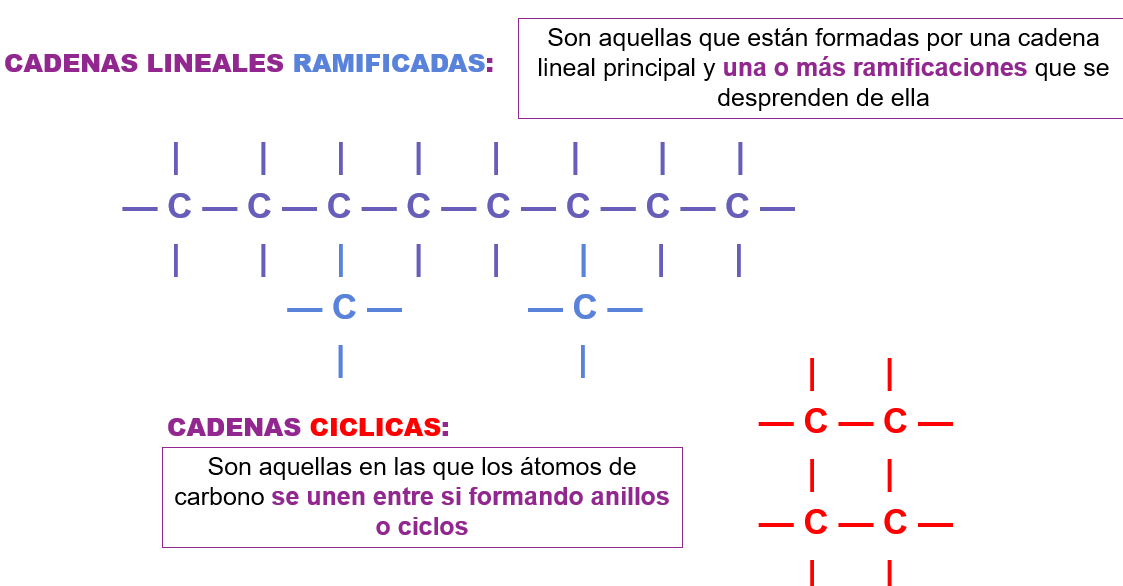 CADENAS LINEALES RAMIFICADAS:
Son aquellas que están formadas por una cadena
lineal principal y una o más ramificaciones que se
desprenden de ella
| | | | | | | |
— C — C — C — C — C — C — C — C —
| | | | | | | |
— C — — C —
| |
CADENAS CICLICAS:
Son aquellas en las que los átomos de
carbono se unen entre si formando anillos
o ciclos
| |
— C — C —
| |
— C — C —
| |